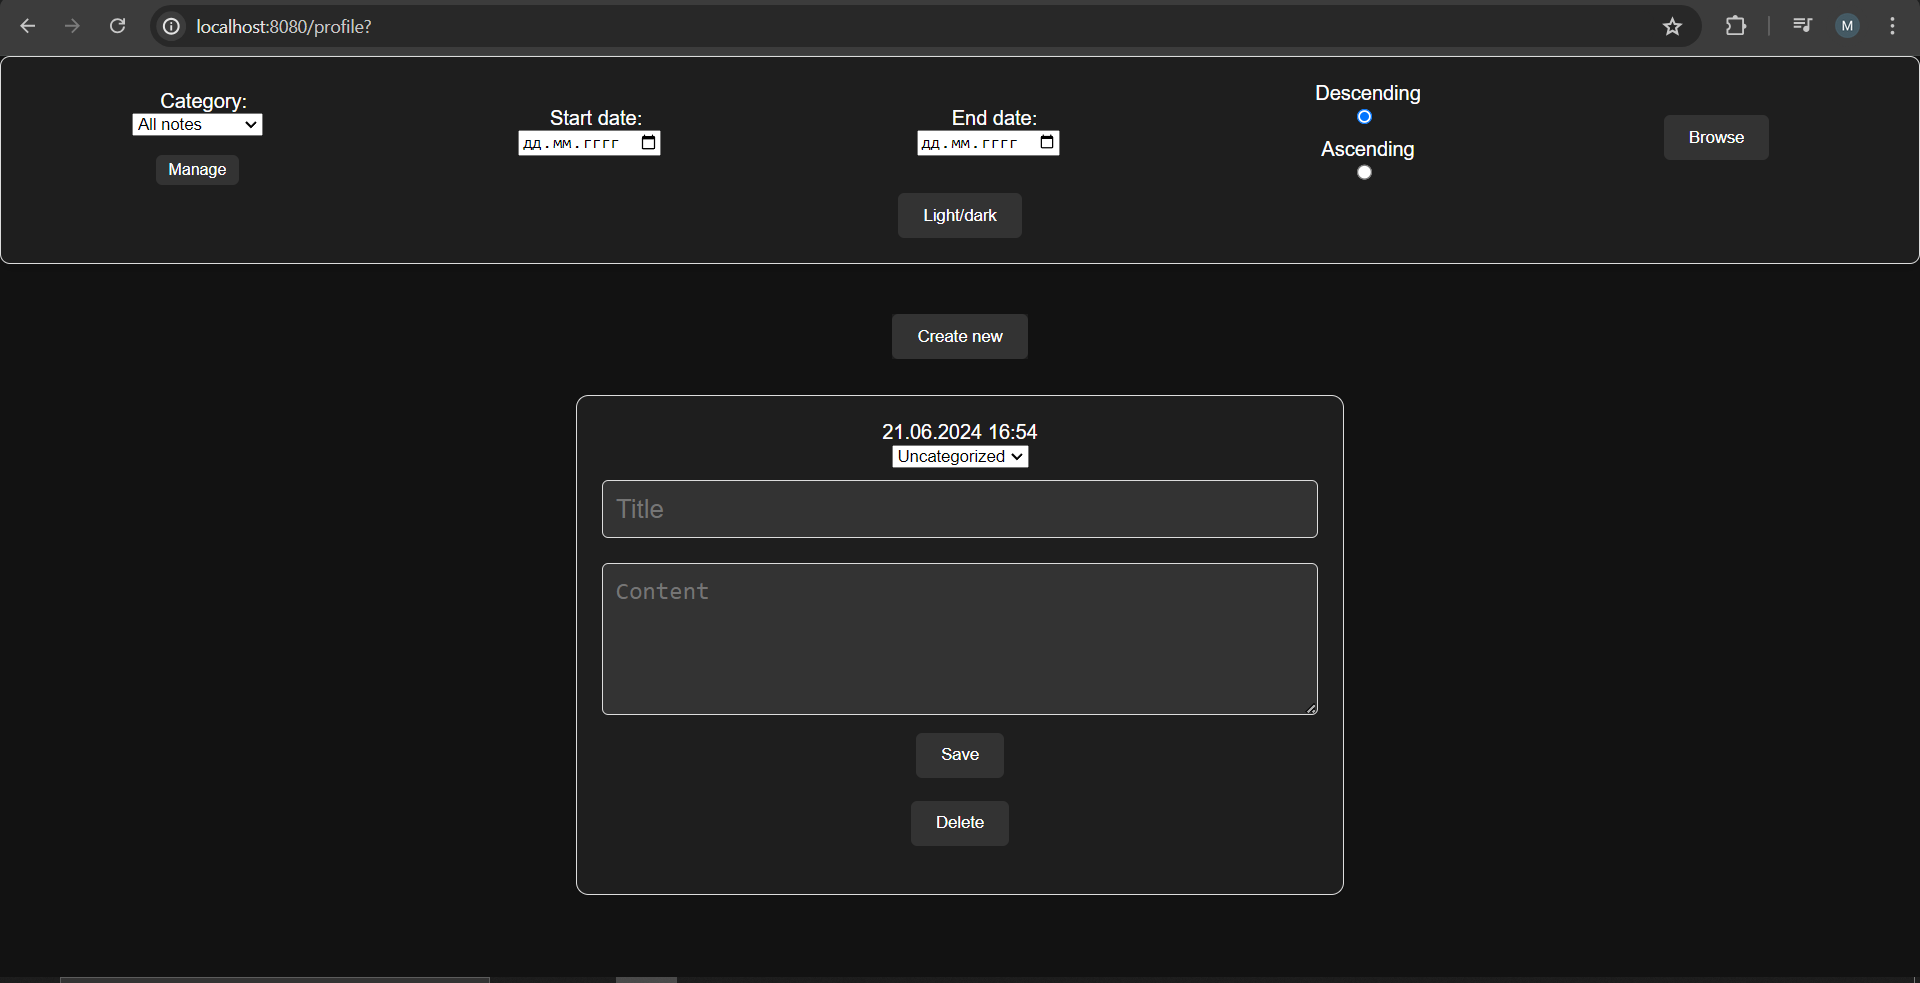 localhost:8080/profile?
M
Category:
All notes
Manage
Start date:
дд.мм.гггг
End date:
дд.мм.гггг
Descending
Ascending
Browse
Light/dark
Create new
21.06.2024 16:54
Uncategorized
Title
Content
Save
Delete